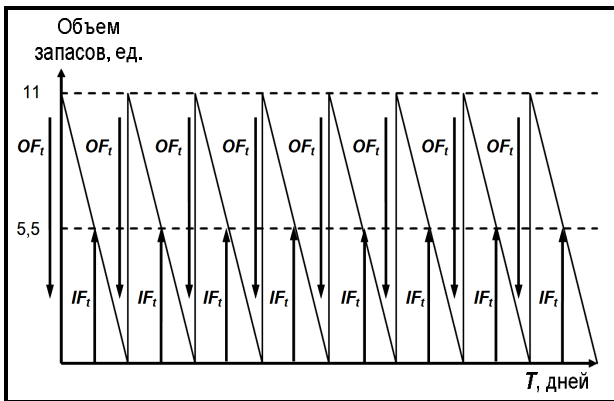 Объем
запасов, ед.
11
OFt OFt OFt OFt OFt OFt OFt OFt
5,5
IFt IFt IFt IFt IFt IFt IFt IFt
T, дней